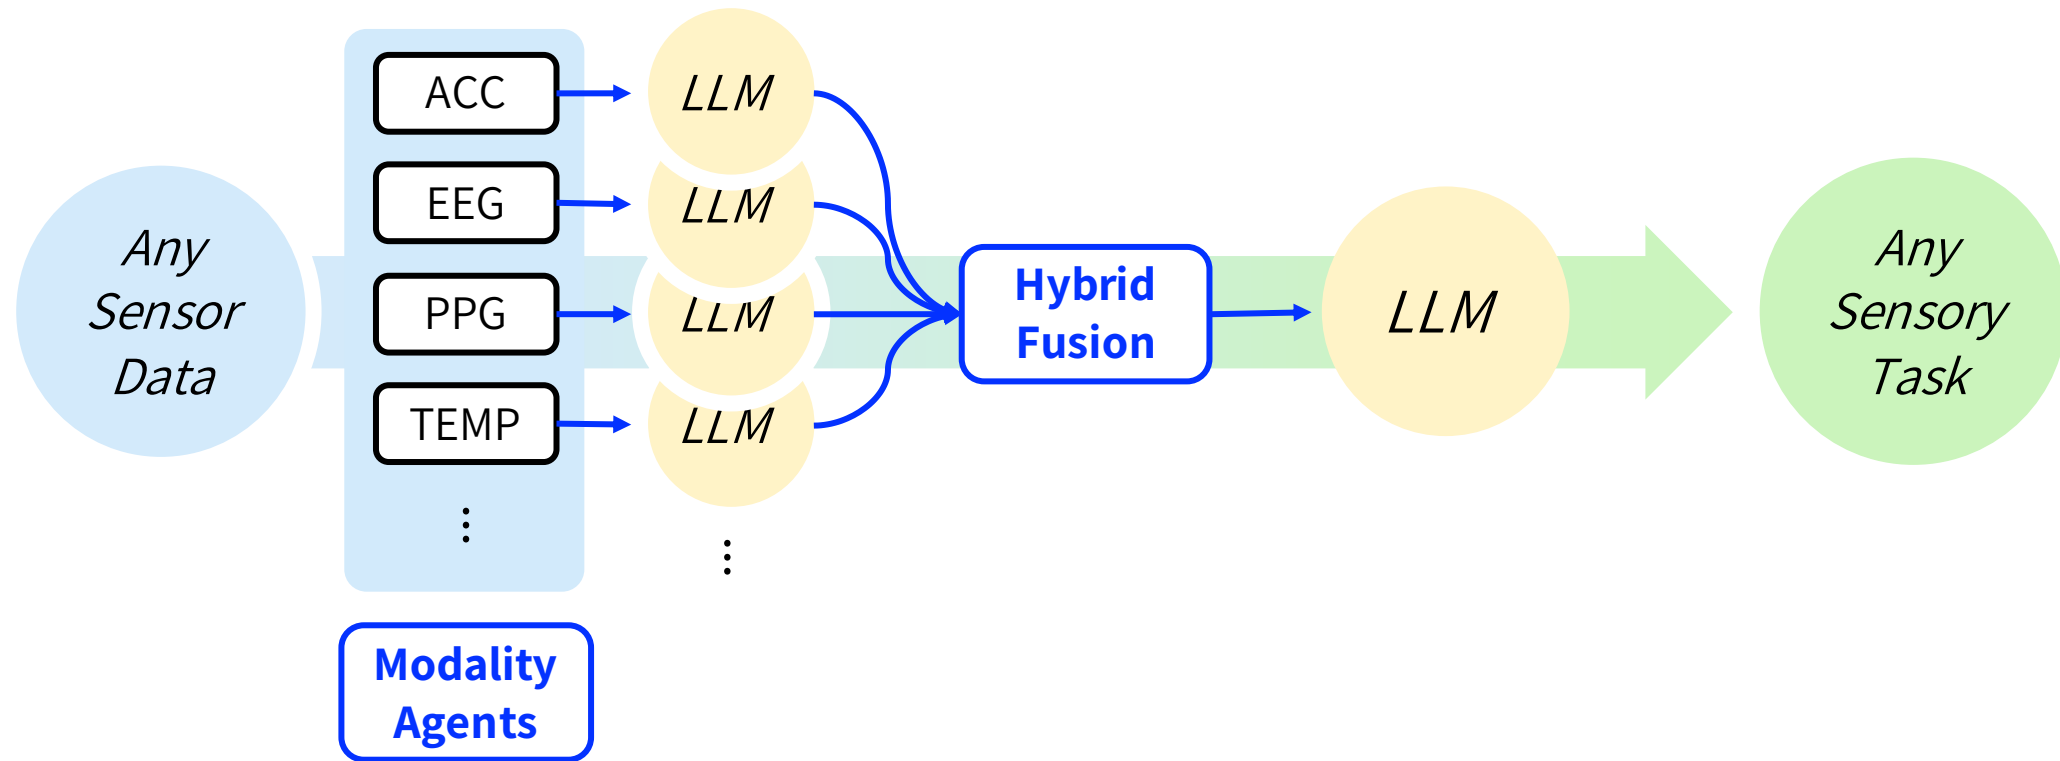 Any
Sensor
Data
ACC
EEG
PPG
TEMP
⋮
Modality
Agents
LLM
LLM
LLM
LLM
⋮
Hybrid
Fusion
LLM
Any
Sensory
Task